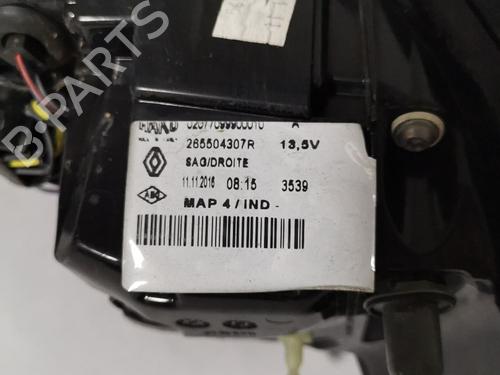 265504307R 13,5V
SAG/DROITE
11.11.2016 08:15 3539
MAP 4 / IND -
B-PARTS